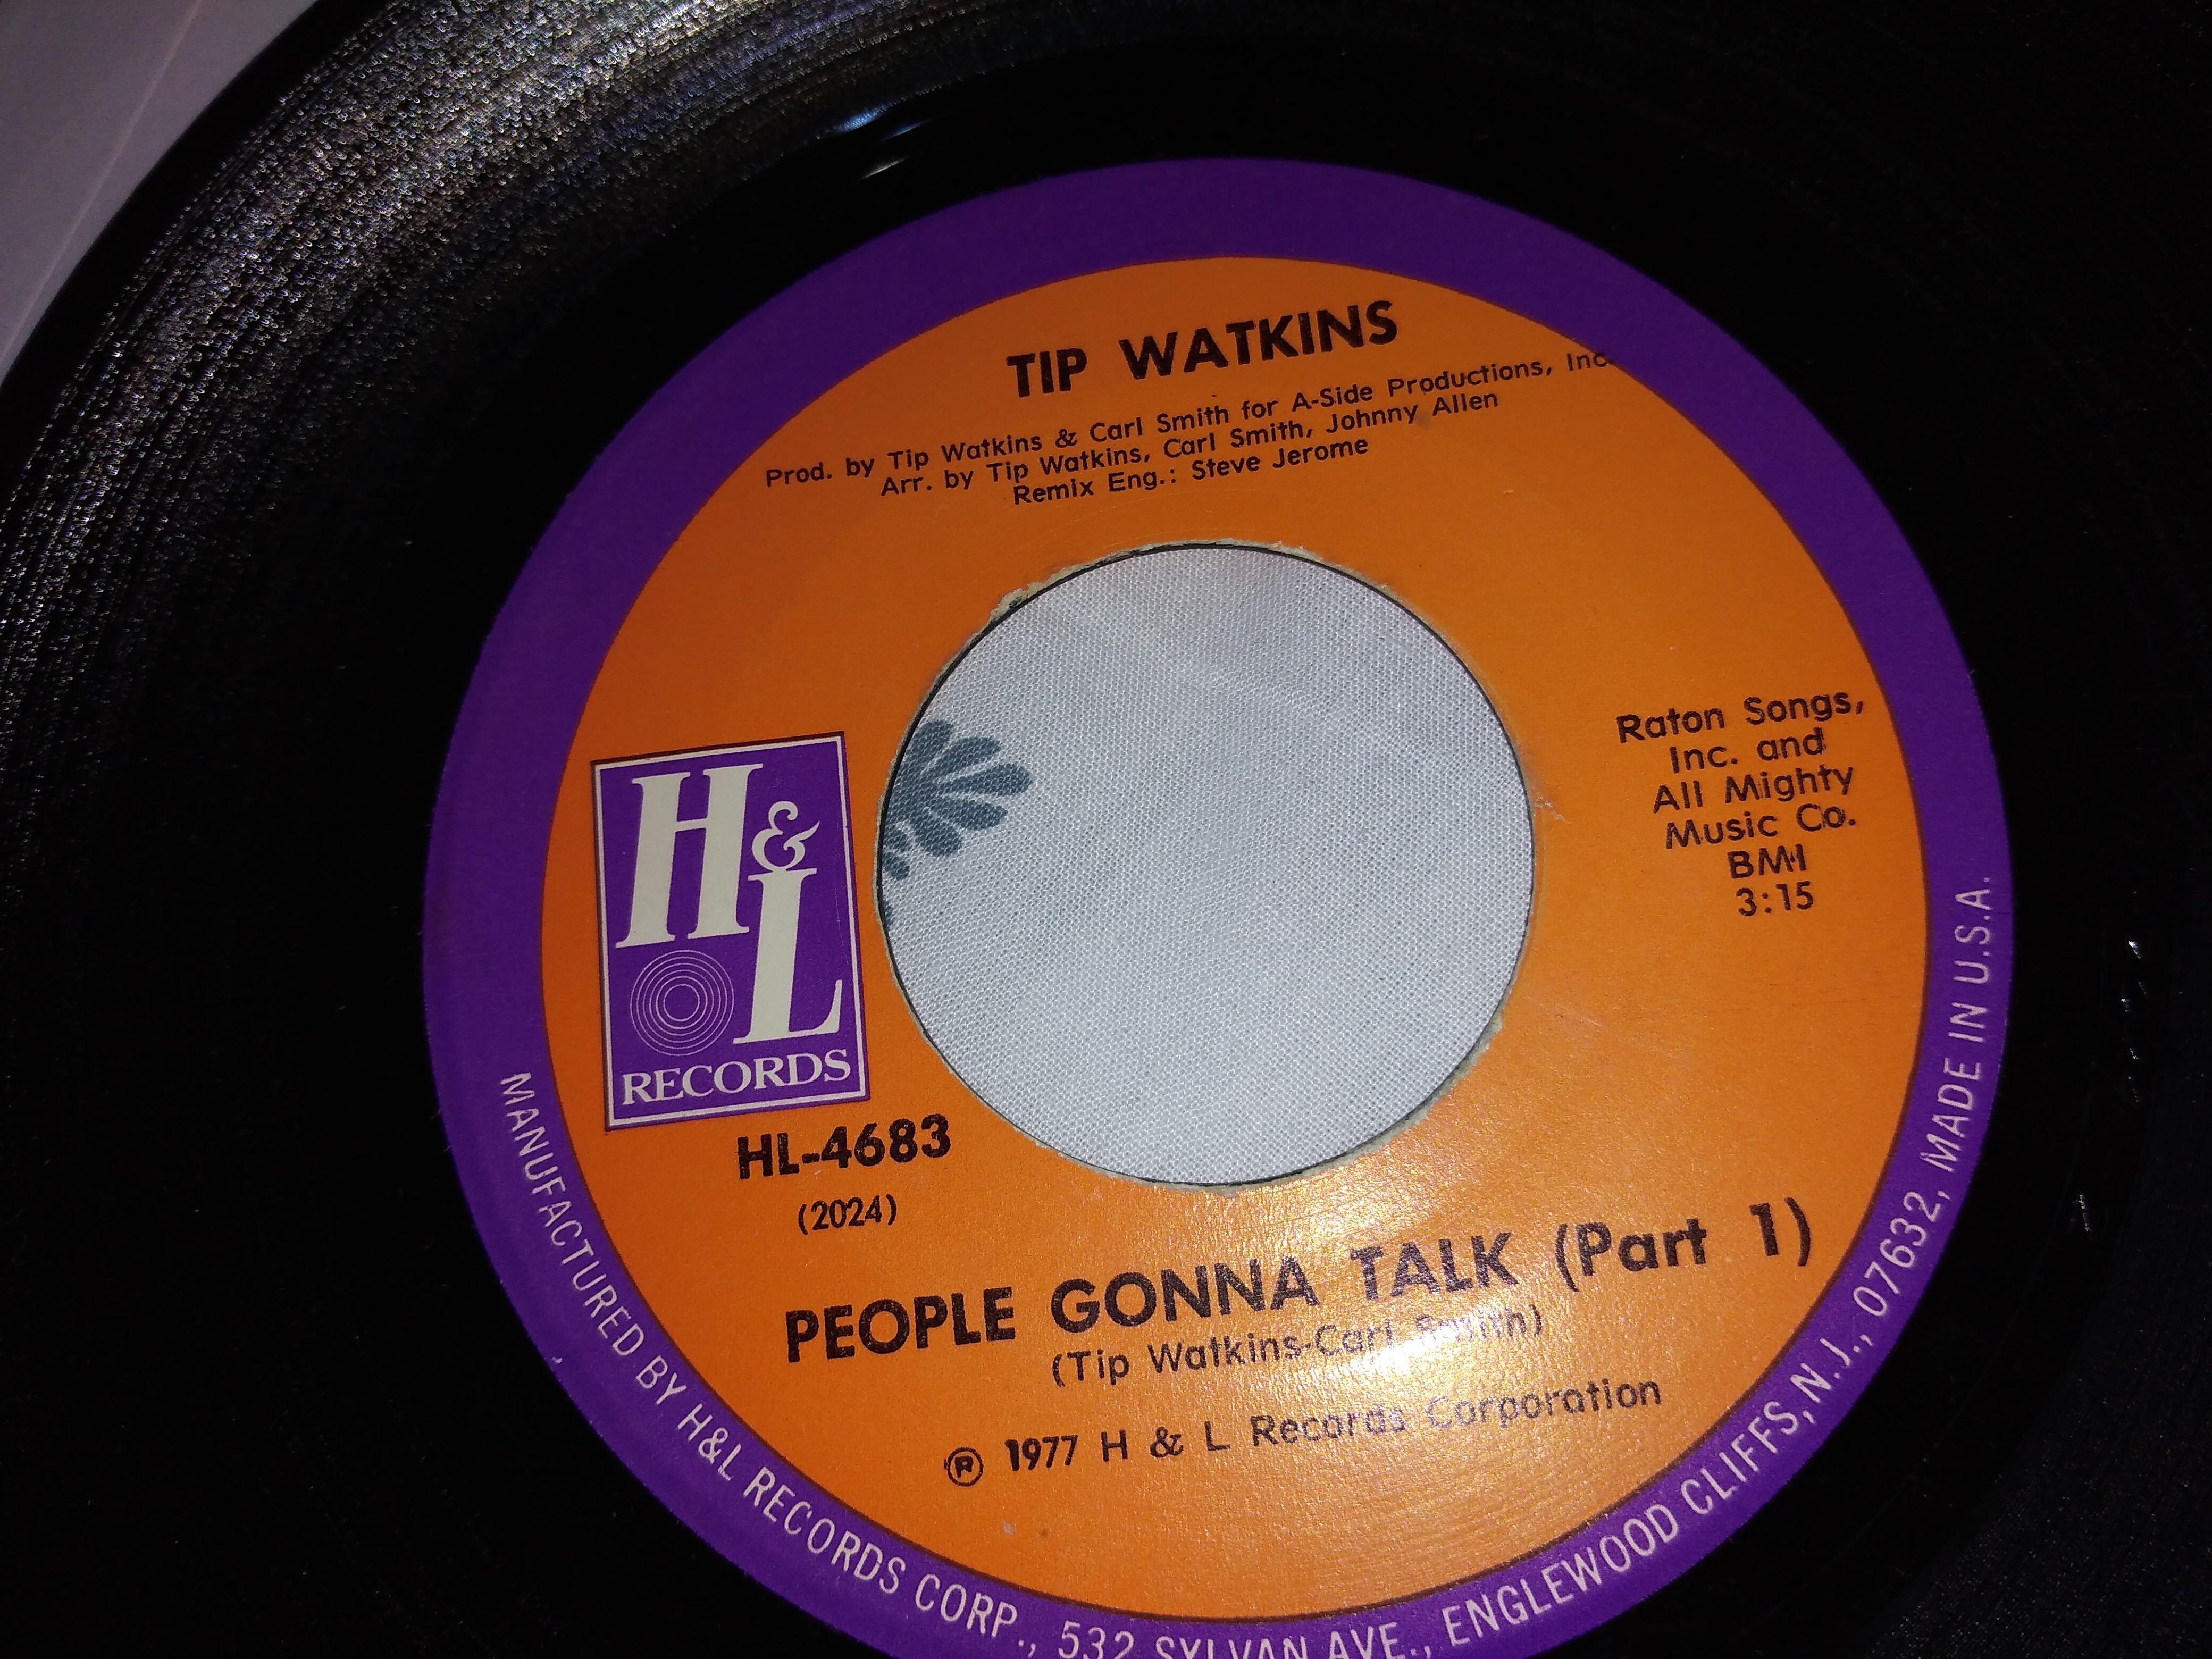 TIP WATKINS
Prod. by Tip Watkins & Carl Smith for A-Side Productions, Inc.
Arr. by Tip Watkins, Carl Smith, Johnny Allen
Remix Eng.: Steve Jerome
Raton Songs,
Inc. and
All Mighty
Music Co.
BMI
3:15
H&L
RECORDS
HL-4683
(2024)
PEOPLE GONNA TALK (Part 1)
(Tip Watkins-Carl Smith)
℗ 1977 H & L Records Corporation
MANUFACTURED BY H&L RECORDS CORP., 532 SYLVAN AVE., ENGLEWOOD CLIFFS, N.J., 07632, MADE IN U.S.A.